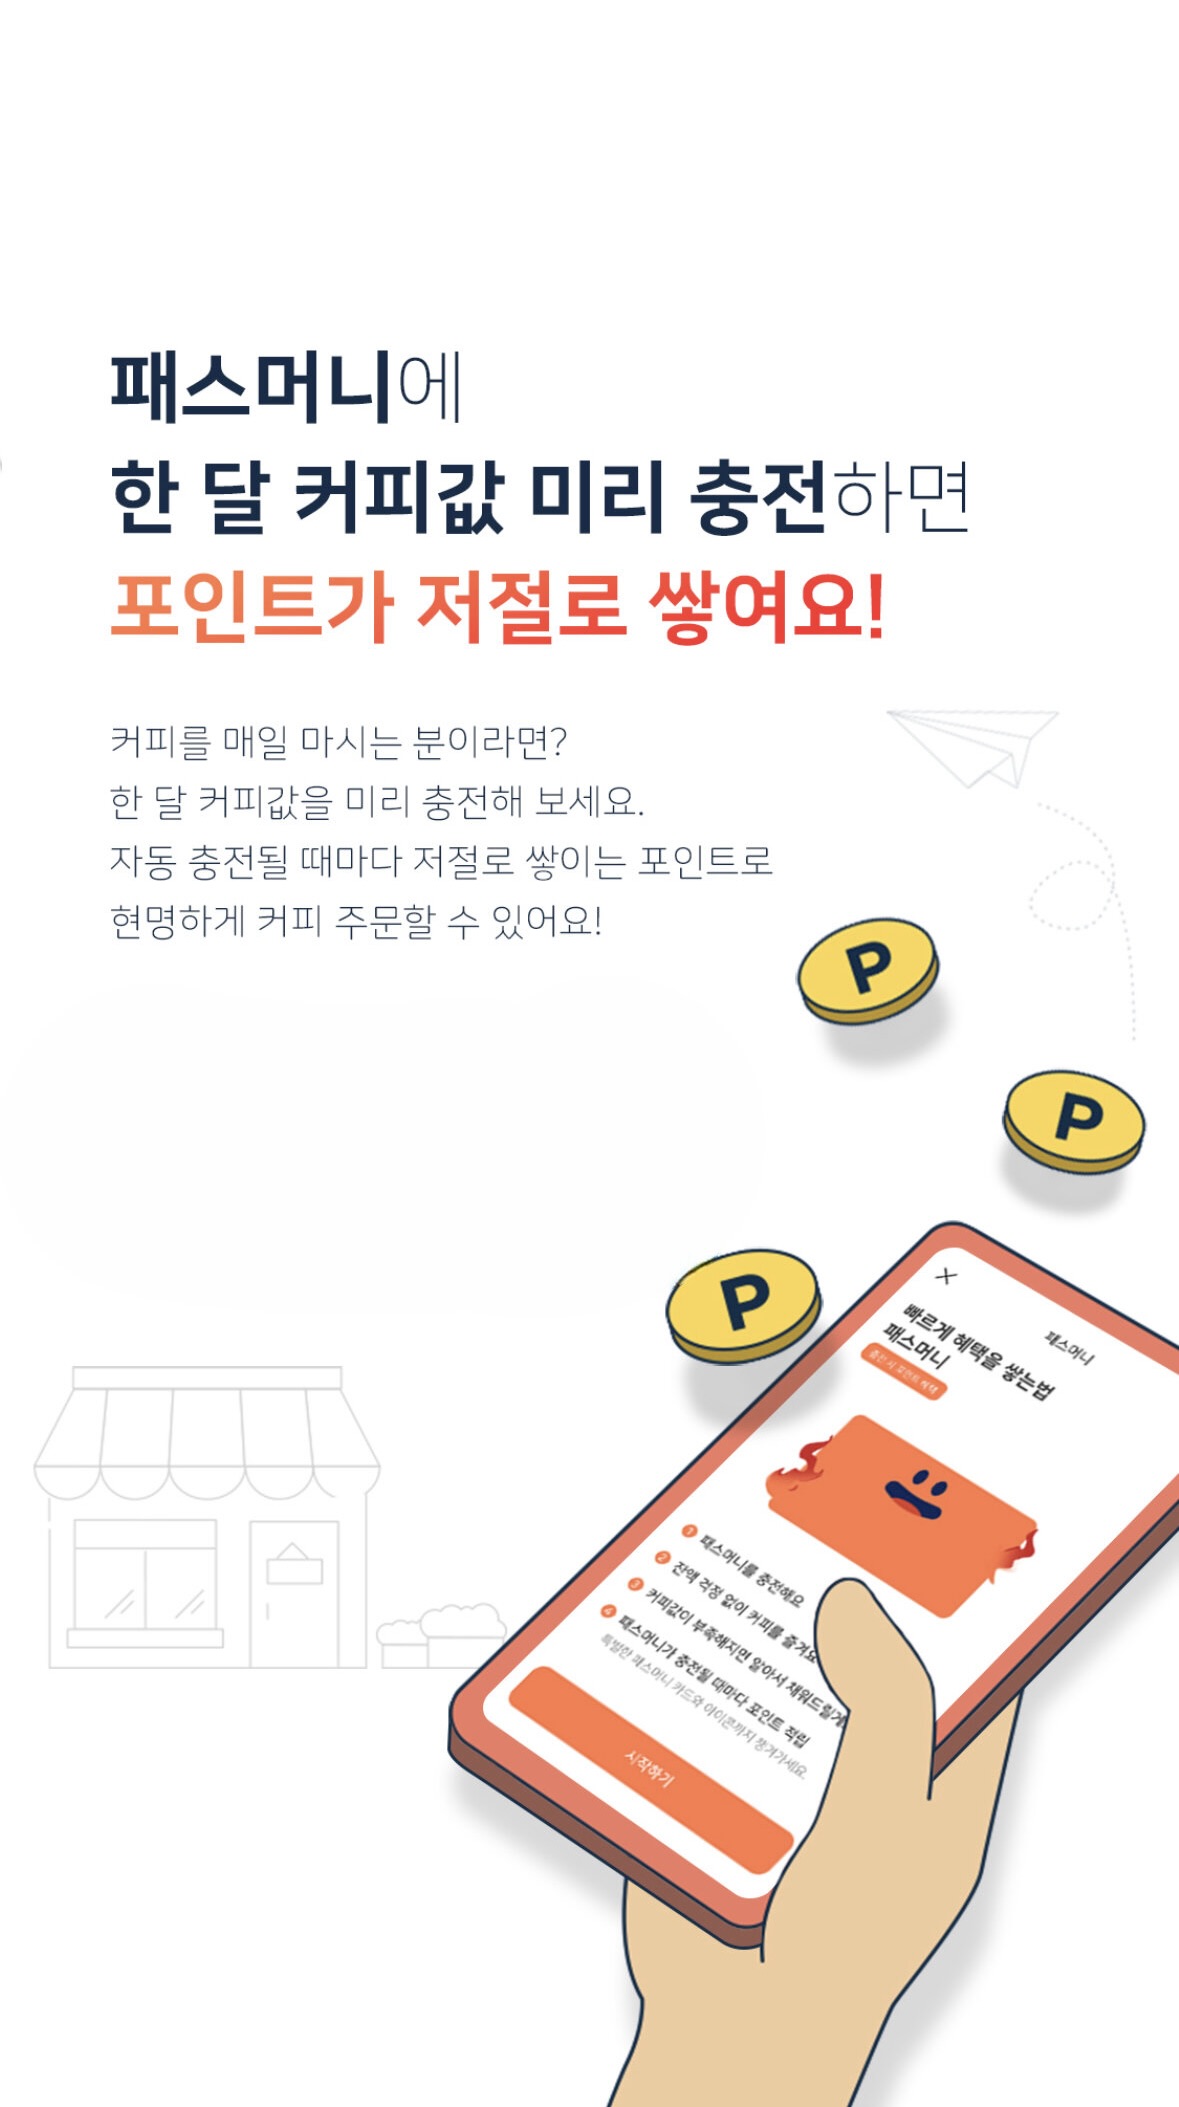 패스머니에
한 달 커피값 미리 충전하면
포인트가 저절로 쌓여요!
커피를 매일 마시는 분이라면?
한 달 커피값을 미리 충전해 보세요.
자동 충전될 때마다 저절로 쌓이는 포인트로
현명하게 커피 주문할 수 있어요!
P
P
P
패스머니
빠르게 혜택을 쌓는법
패스머니
충전 시 포인트 혜택
1 패스머니를 충전해요
2 잔액 걱정 없이 커피를 즐겨요
3 커피값이 부족해지면 알아서 채워드릴게
4 패스머니가 충전될 때마다 포인트 적립
특별한 패스머니 카드와 아이콘까지 챙겨가세요.
시작하기